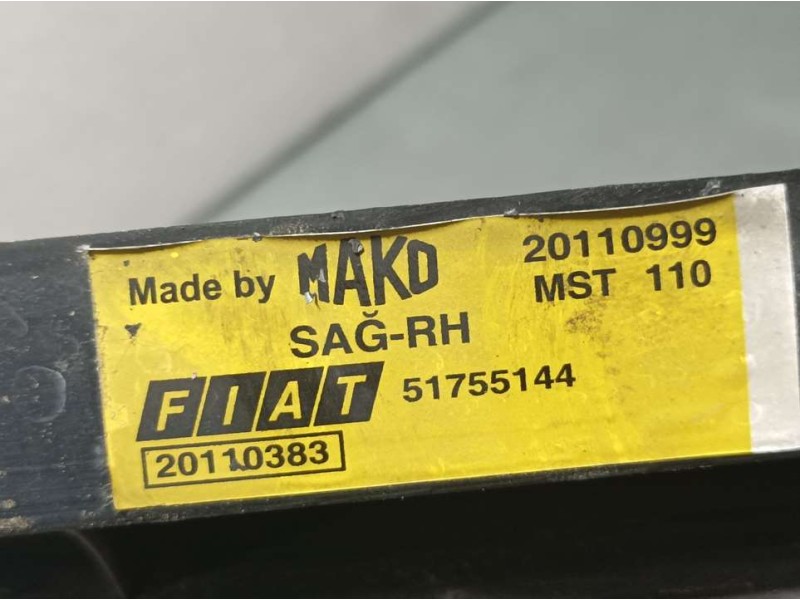 Made by MAKO 20110999
MST 110
SAĞ-RH
FIAT 51755144
20110383